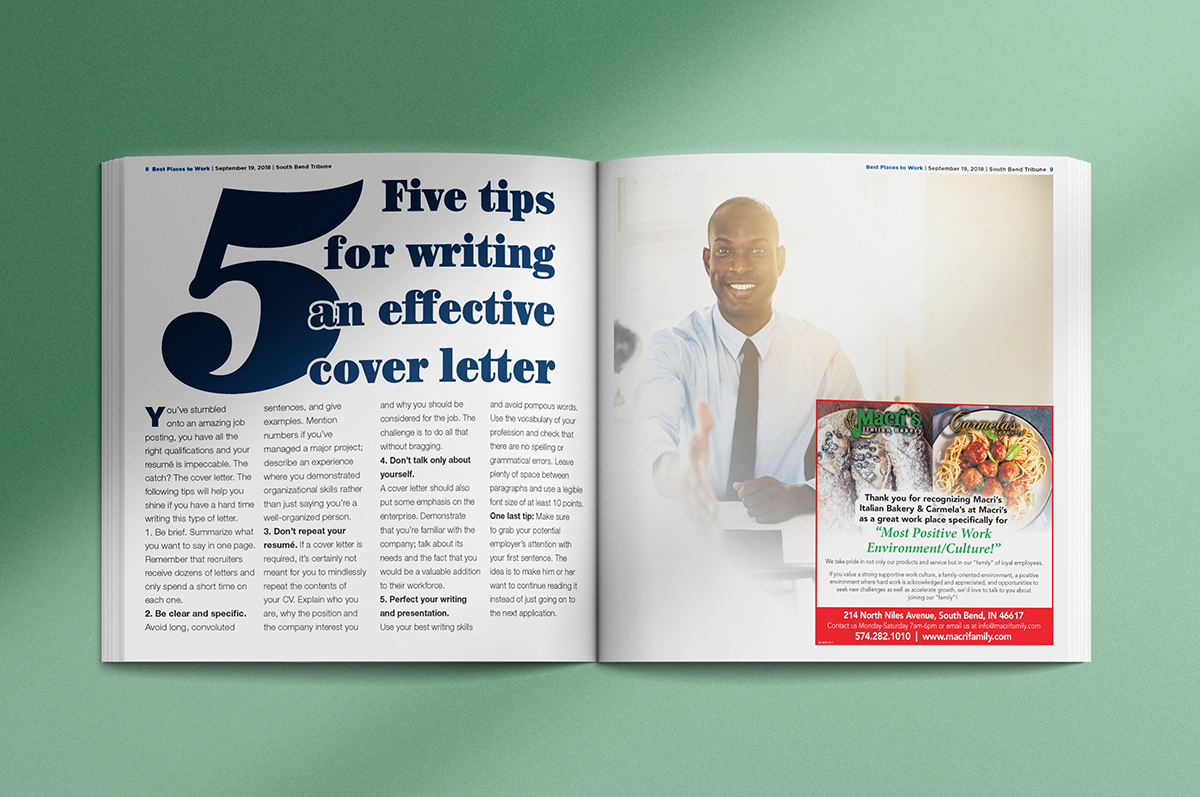 8 Best Places to Work | September 19, 2018 | South Bend Tribune
5
Five tips
for writing
an effective
cover letter
You've stumbled
onto an amazing job
posting, you have all the
right qualifications and your
resumé is impeccable. The
catch? The cover letter. The
following tips will help you
shine if you have a hard time
writing this type of letter.
1. Be brief. Summarize what
you want to say in one page.
Remember that recruiters
receive dozens of letters and
only spend a short time on
each one.
2. Be clear and specific.
Avoid long, convoluted
sentences, and give
examples. Mention
numbers if you've
managed a major project;
describe an experience
where you demonstrated
organizational skills rather
than just saying you're a
well-organized person.
3. Don't repeat your
resumé. If a cover letter is
required, it's certainly not
meant for you to mindlessly
repeat the contents of
your CV. Explain who you
are, why the position and
the company interest you
and why you should be
considered for the job. The
challenge is to do all that
without bragging.
4. Don't talk only about
yourself.
A cover letter should also
put some emphasis on the
enterprise. Demonstrate
that you're familiar with the
company; talk about its
needs and the fact that you
would be a valuable addition
to their workforce.
5. Perfect your writing
and presentation.
Use your best writing skills
and avoid pompous words.
Use the vocabulary of your
profession and check that
there are no spelling or
grammatical errors. Leave
plenty of space between
paragraphs and use a legible
font size of at least 10 points.
One last tip: Make sure
to grab your potential
employer's attention with
your first sentence. The
idea is to make him or her
want to continue reading it
instead of just going on to
the next application.
Best Places to Work | September 19, 2018 | South Bend Tribune 9
Macri's
Italian Bakery
Carmela's
Thank you for recognizing Macri's
Italian Bakery & Carmela's at Macri's
as a great work place specifically for
"Most Positive Work
Environment/Culture!"
We take pride in not only our products and service but in our "family" of loyal employees.
If you value a strong supportive work culture, a family-oriented environment, a positive
environment where hard work is acknowledged and appreciated, and opportunities to
seek new challenges as well as accelerate growth, we'd love to talk to you about
joining our "family"!
214 North Niles Avenue, South Bend, IN 46617
Contact us Monday-Saturday 7am-6pm or email us at info@macrifamily.com
574.282.1010 | www.macrifamily.com